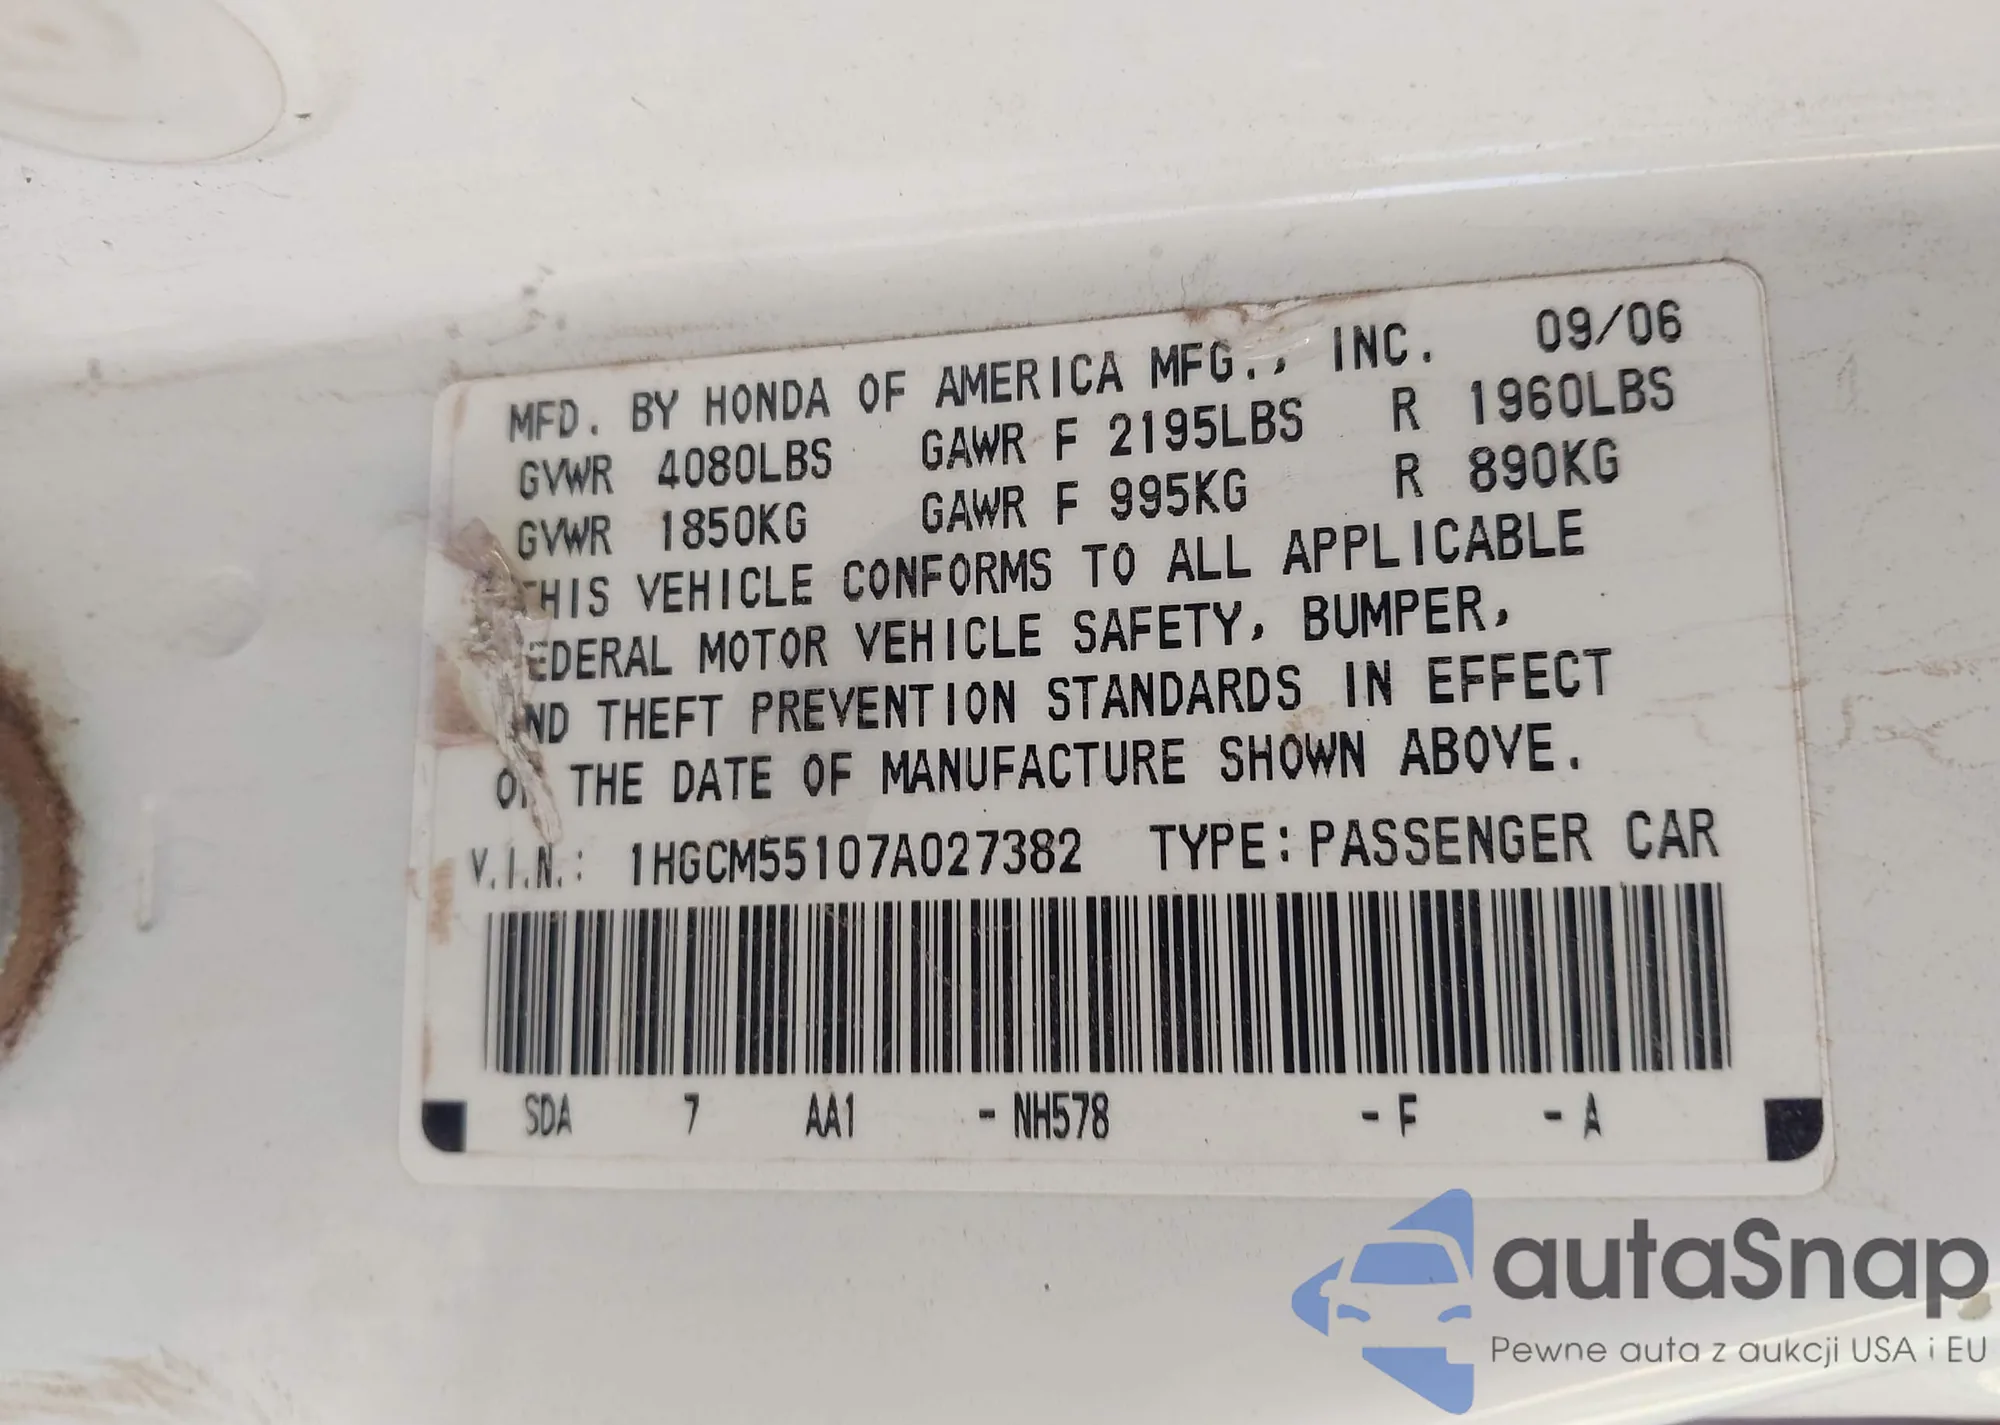 MFD. BY HONDA OF AMERICA MFG., INC. 09/06
GVWR 4080LBS GAWR F 2195LBS R 1960LBS
GVWR 1850KG GAWR F 995KG R 890KG
THIS VEHICLE CONFORMS TO ALL APPLICABLE
EDERAL MOTOR VEHICLE SAFETY, BUMPER,
ND THEFT PREVENTION STANDARDS IN EFFECT
ON THE DATE OF MANUFACTURE SHOWN ABOVE.
V.I.N.: 1HGCM55107A027382 TYPE: PASSENGER CAR
SDA 7 AA1 - NH578 - F - A
autaSnap
Pewne auta z aukcji USA i EU